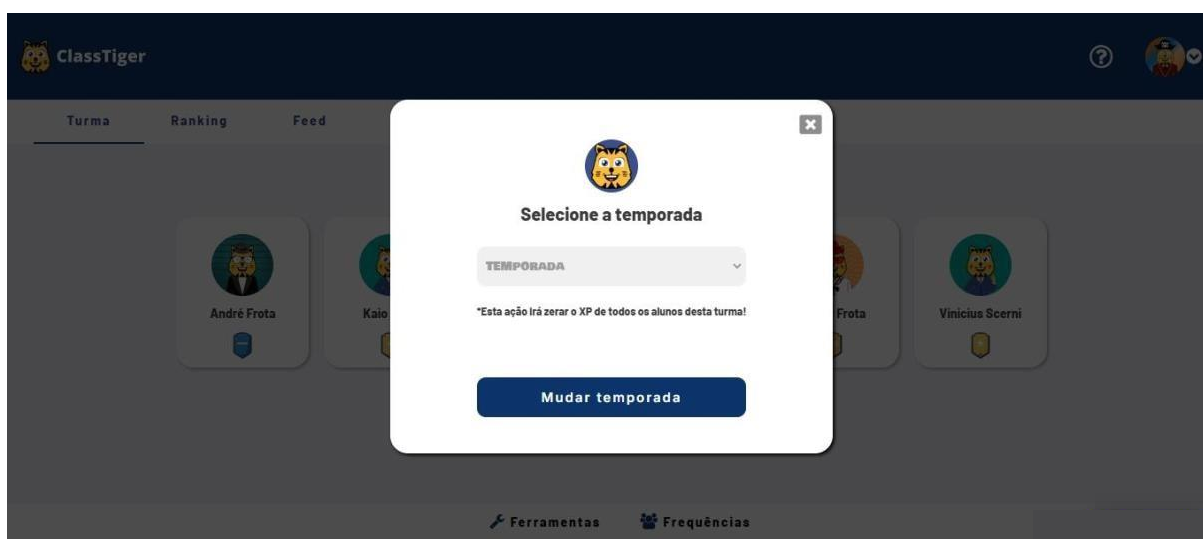 ClassTiger
Turma Ranking Feed
Selecione a temporada
TEMPORADA
*Esta ação irá zerar o XP de todos os alunos desta turma!
Mudar temporada
André Frota
Kaio
Frota
Vinicius Scerni
Ferramentas Frequências